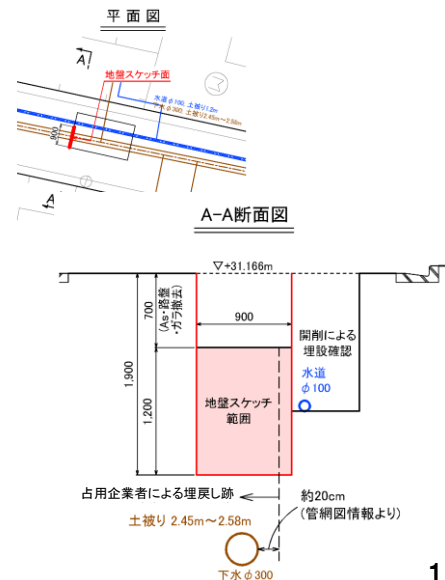 平面図
A
地盤スケッチ面
水道φ100, 土被り1.2m
下水φ300, 土被り2.45m～2.58m
900
A
A-A断面図
▽+31.166m
700
(As・路盤
・ガラ撤去)
900
開削による
埋設確認
水道
φ100
1,900
1,200
地盤スケッチ
範囲
占用企業者による埋戻し跡
約20cm
(管網図情報より)
土被り 2.45m～2.58m
下水φ300
1